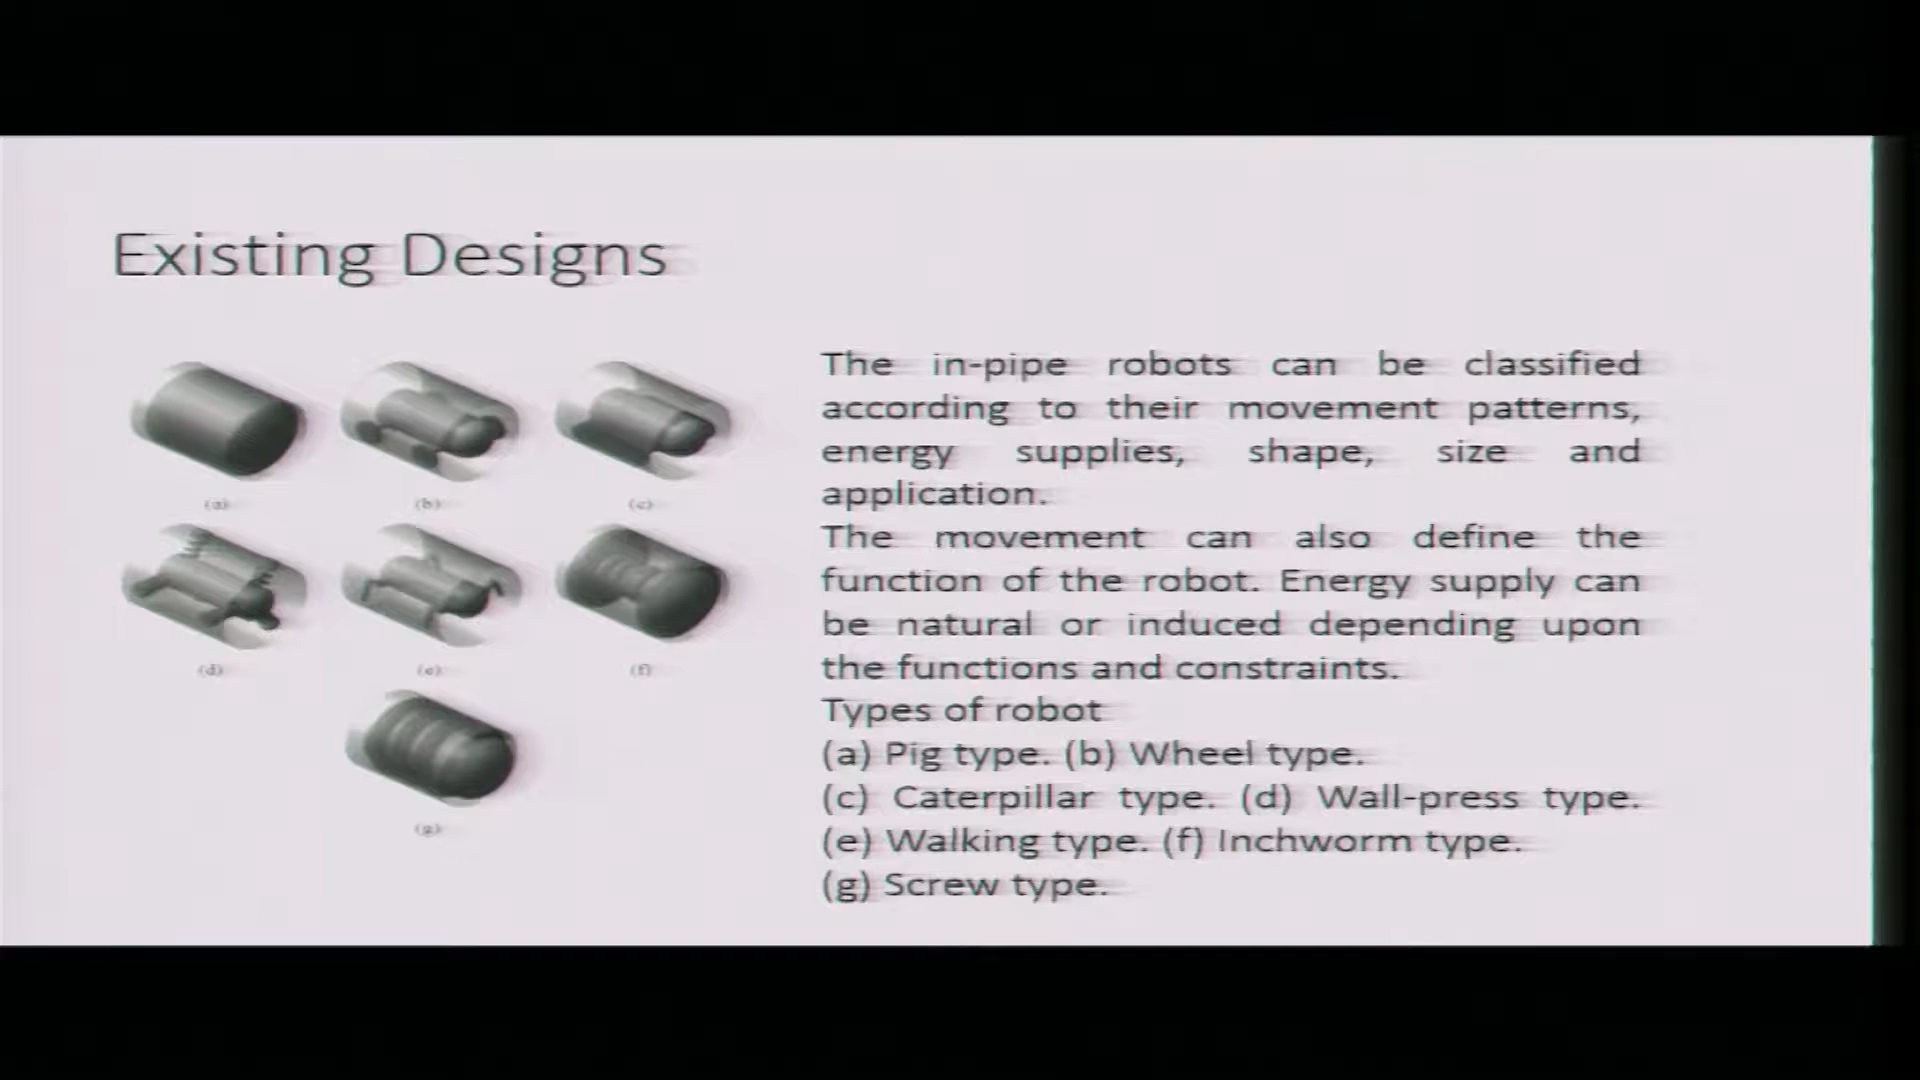 Existing Designs
(a) (b) (c)
(d) (e) (f)
(g)
The in-pipe robots can be classified
according to their movement patterns,
energy supplies, shape, size and
application.
The movement can also define the
function of the robot. Energy supply can
be natural or induced depending upon
the functions and constraints.
Types of robot
(a) Pig type. (b) Wheel type.
(c) Caterpillar type. (d) Wall-press type.
(e) Walking type. (f) Inchworm type.
(g) Screw type.